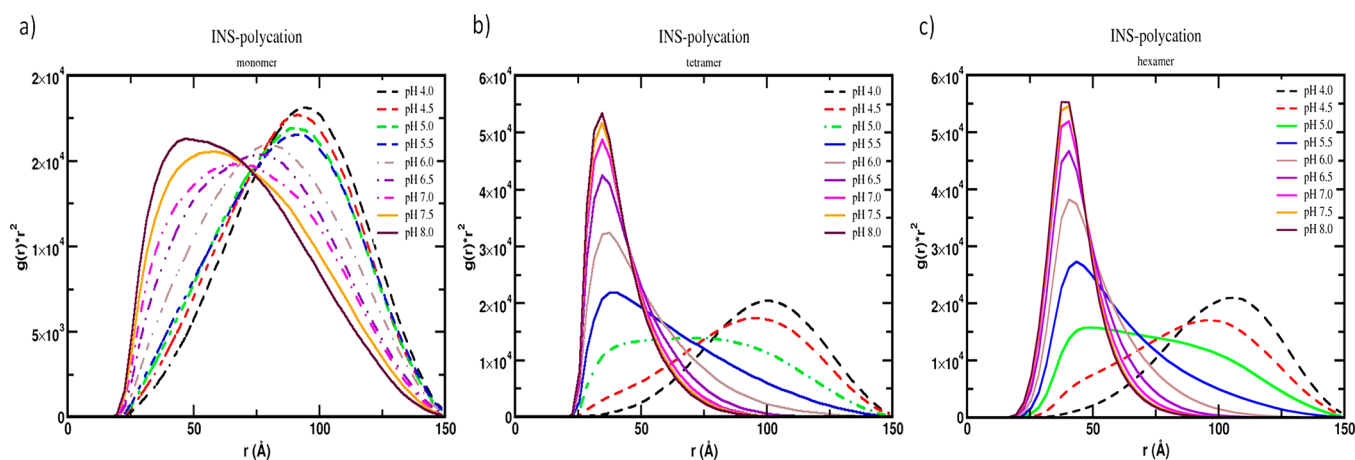 a)
INS-polycation
monomer
2×10⁴
2×10⁴
1×10⁴
5×10³
0
g(r)*r²
pH 4.0
pH 4.5
pH 5.0
pH 5.5
pH 6.0
pH 6.5
pH 7.0
pH 7.5
pH 8.0
0 50 100 150
r (Å)
b)
INS-polycation
tetramer
6×10⁴
5×10⁴
4×10⁴
3×10⁴
2×10⁴
1×10⁴
0
g(r)*r²
pH 4.0
pH 4.5
pH 5.0
pH 5.5
pH 6.0
pH 6.5
pH 7.0
pH 7.5
pH 8.0
0 50 100 150
r (Å)
c)
INS-polycation
hexamer
6×10⁴
5×10⁴
4×10⁴
3×10⁴
2×10⁴
1×10⁴
0
g(r)*r²
pH 4.0
pH 4.5
pH 5.0
pH 5.5
pH 6.0
pH 6.5
pH 7.0
pH 7.5
pH 8.0
0 50 100 150
r (Å)